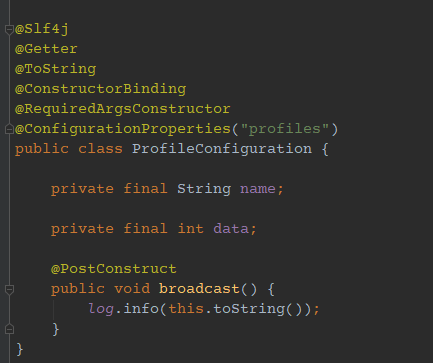 @Slf4j
@Getter
@ToString
@ConstructorBinding
@RequiredArgsConstructor
@ConfigurationProperties("profiles")
public class ProfileConfiguration {
private final String name;
private final int data;
@PostConstruct
public void broadcast() {
log.info(this.toString());
}
}